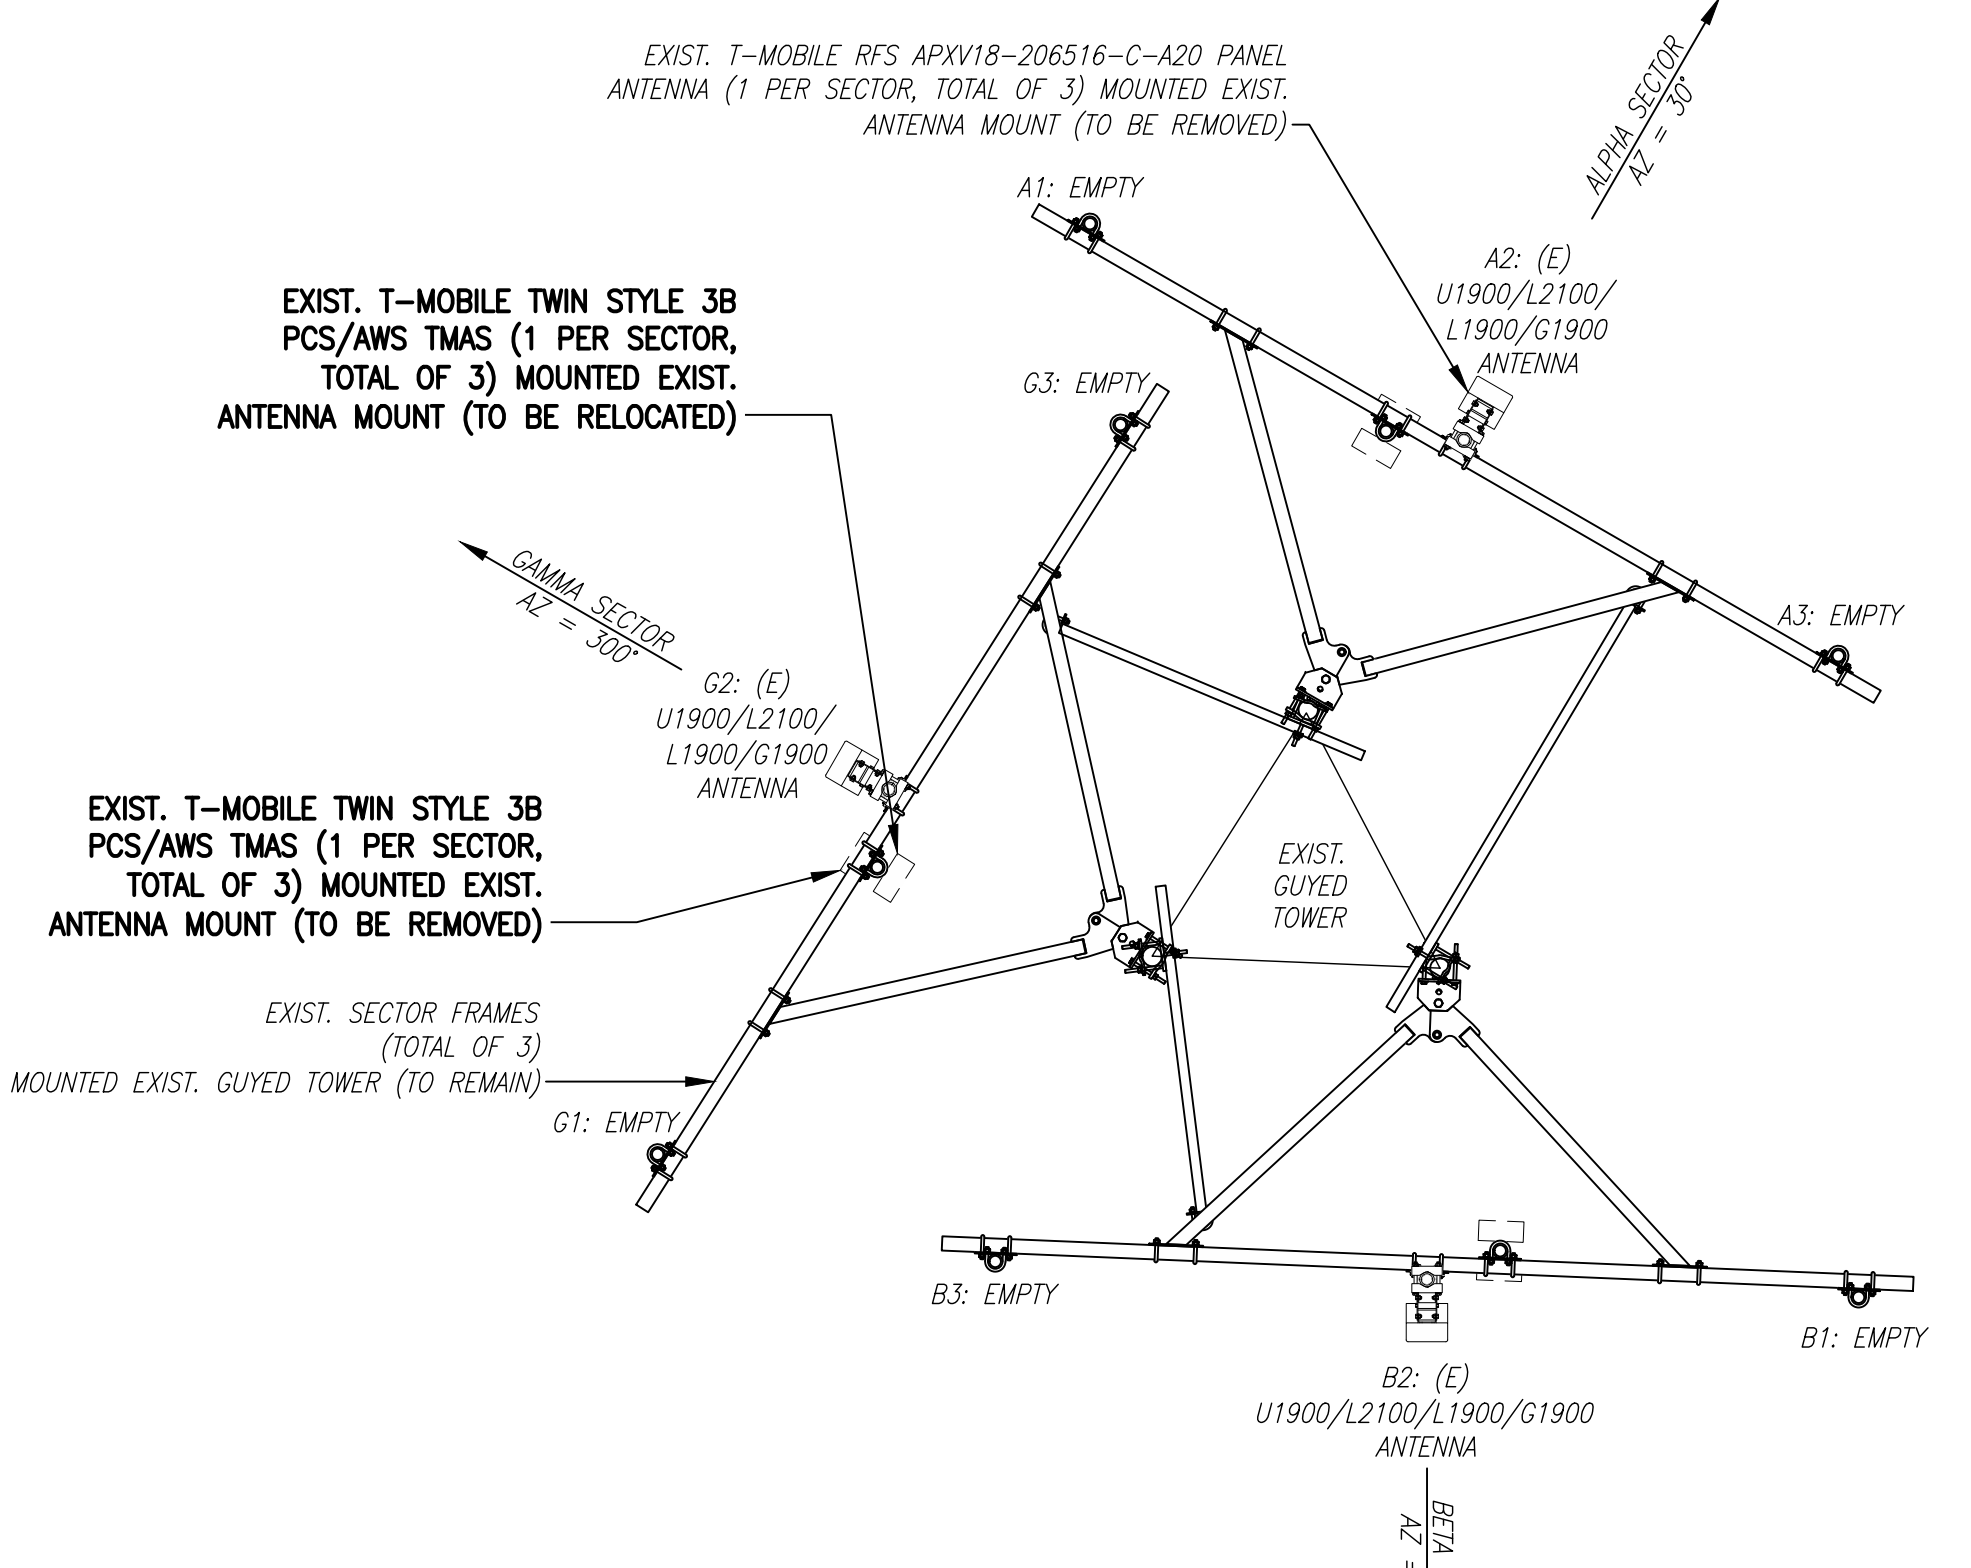 EXIST. T-MOBILE RFS APXV18-206516-C-A20 PANEL
ANTENNA (1 PER SECTOR, TOTAL OF 3) MOUNTED EXIST.
ANTENNA MOUNT (TO BE REMOVED)
ALPHA SECTOR
AZ = 30°
A1: EMPTY
A2: (E)
U1900/L2100/
L1900/G1900
ANTENNA
EXIST. T-MOBILE TWIN STYLE 3B
PCS/AWS TMAS (1 PER SECTOR,
TOTAL OF 3) MOUNTED EXIST.
ANTENNA MOUNT (TO BE RELOCATED)
G3: EMPTY
GAMMA SECTOR
AZ = 300°
A3: EMPTY
G2: (E)
U1900/L2100/
L1900/G1900
ANTENNA
EXIST. T-MOBILE TWIN STYLE 3B
PCS/AWS TMAS (1 PER SECTOR,
TOTAL OF 3) MOUNTED EXIST.
ANTENNA MOUNT (TO BE REMOVED)
EXIST.
GUYED
TOWER
EXIST. SECTOR FRAMES
(TOTAL OF 3)
MOUNTED EXIST. GUYED TOWER (TO REMAIN)
G1: EMPTY
B3: EMPTY
B1: EMPTY
B2: (E)
U1900/L2100/L1900/G1900
ANTENNA
BETA
AZ =